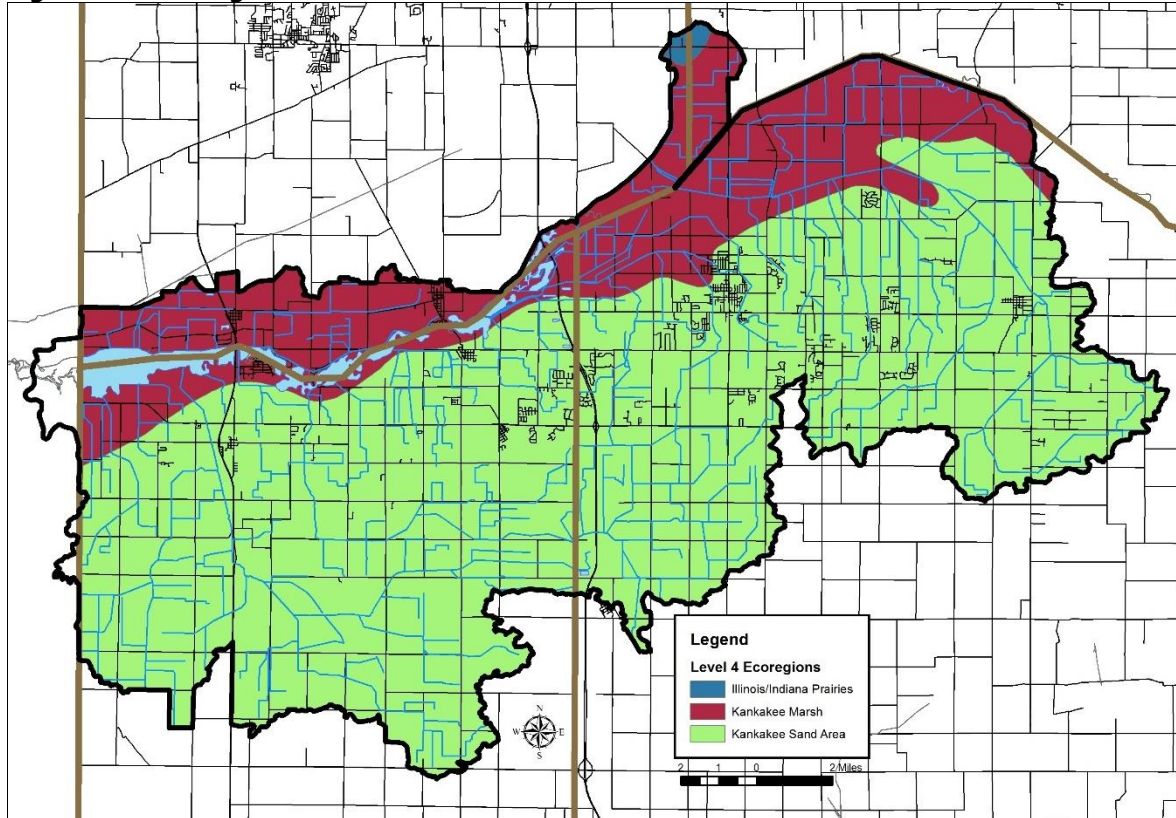 N
W E
S
Legend
Level 4 Ecoregions
Illinois/Indiana Prairies
Kankakee Marsh
Kankakee Sand Area
2 1 0 2 Miles